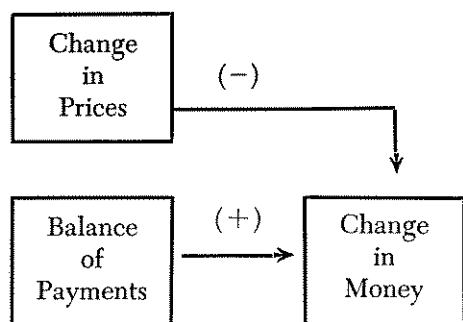 Change
in
Prices
(−)
Balance
of
Payments
(+)
Change
in
Money